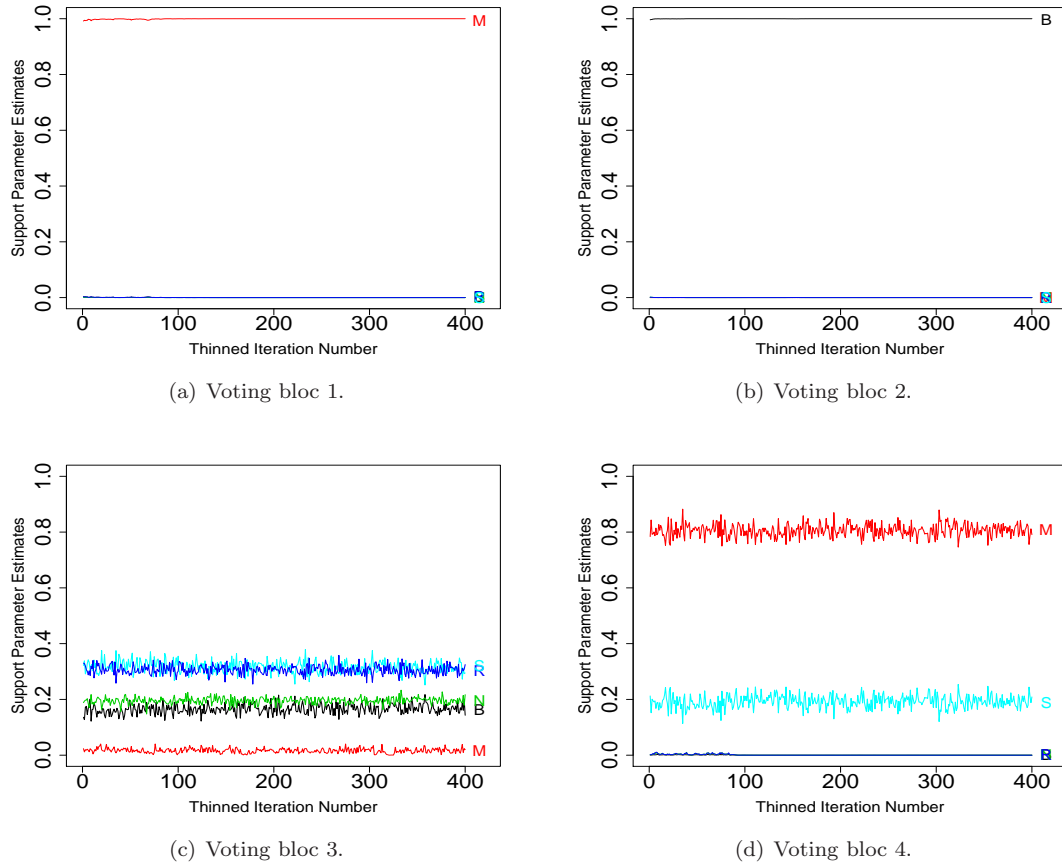 Support Parameter Estimates
0.0 0.2 0.4 0.6 0.8 1.0
M
0 100 200 300 400
Thinned Iteration Number
(a) Voting bloc 1.
Support Parameter Estimates
0.0 0.2 0.4 0.6 0.8 1.0
B
0 100 200 300 400
Thinned Iteration Number
(b) Voting bloc 2.
Support Parameter Estimates
0.0 0.2 0.4 0.6 0.8 1.0
S
R
N
B
M
0 100 200 300 400
Thinned Iteration Number
(c) Voting bloc 3.
Support Parameter Estimates
0.0 0.2 0.4 0.6 0.8 1.0
M
S
0 100 200 300 400
Thinned Iteration Number
(d) Voting bloc 4.